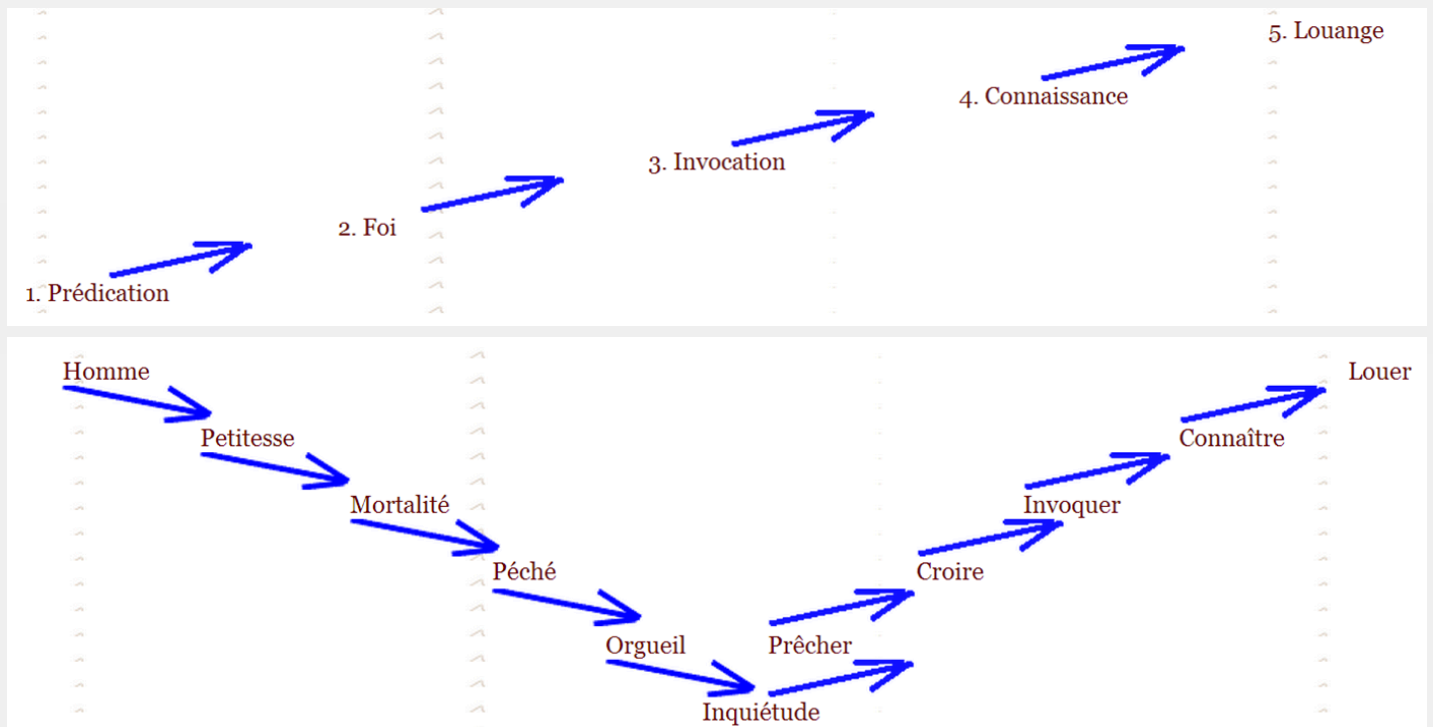 5. Louange
4. Connaissance
3. Invocation
2. Foi
1. Prédication
Homme
Louer
Petitesse
Connaître
Mortalité
Invoquer
Péché
Croire
Orgueil
Prêcher
Inquiétude